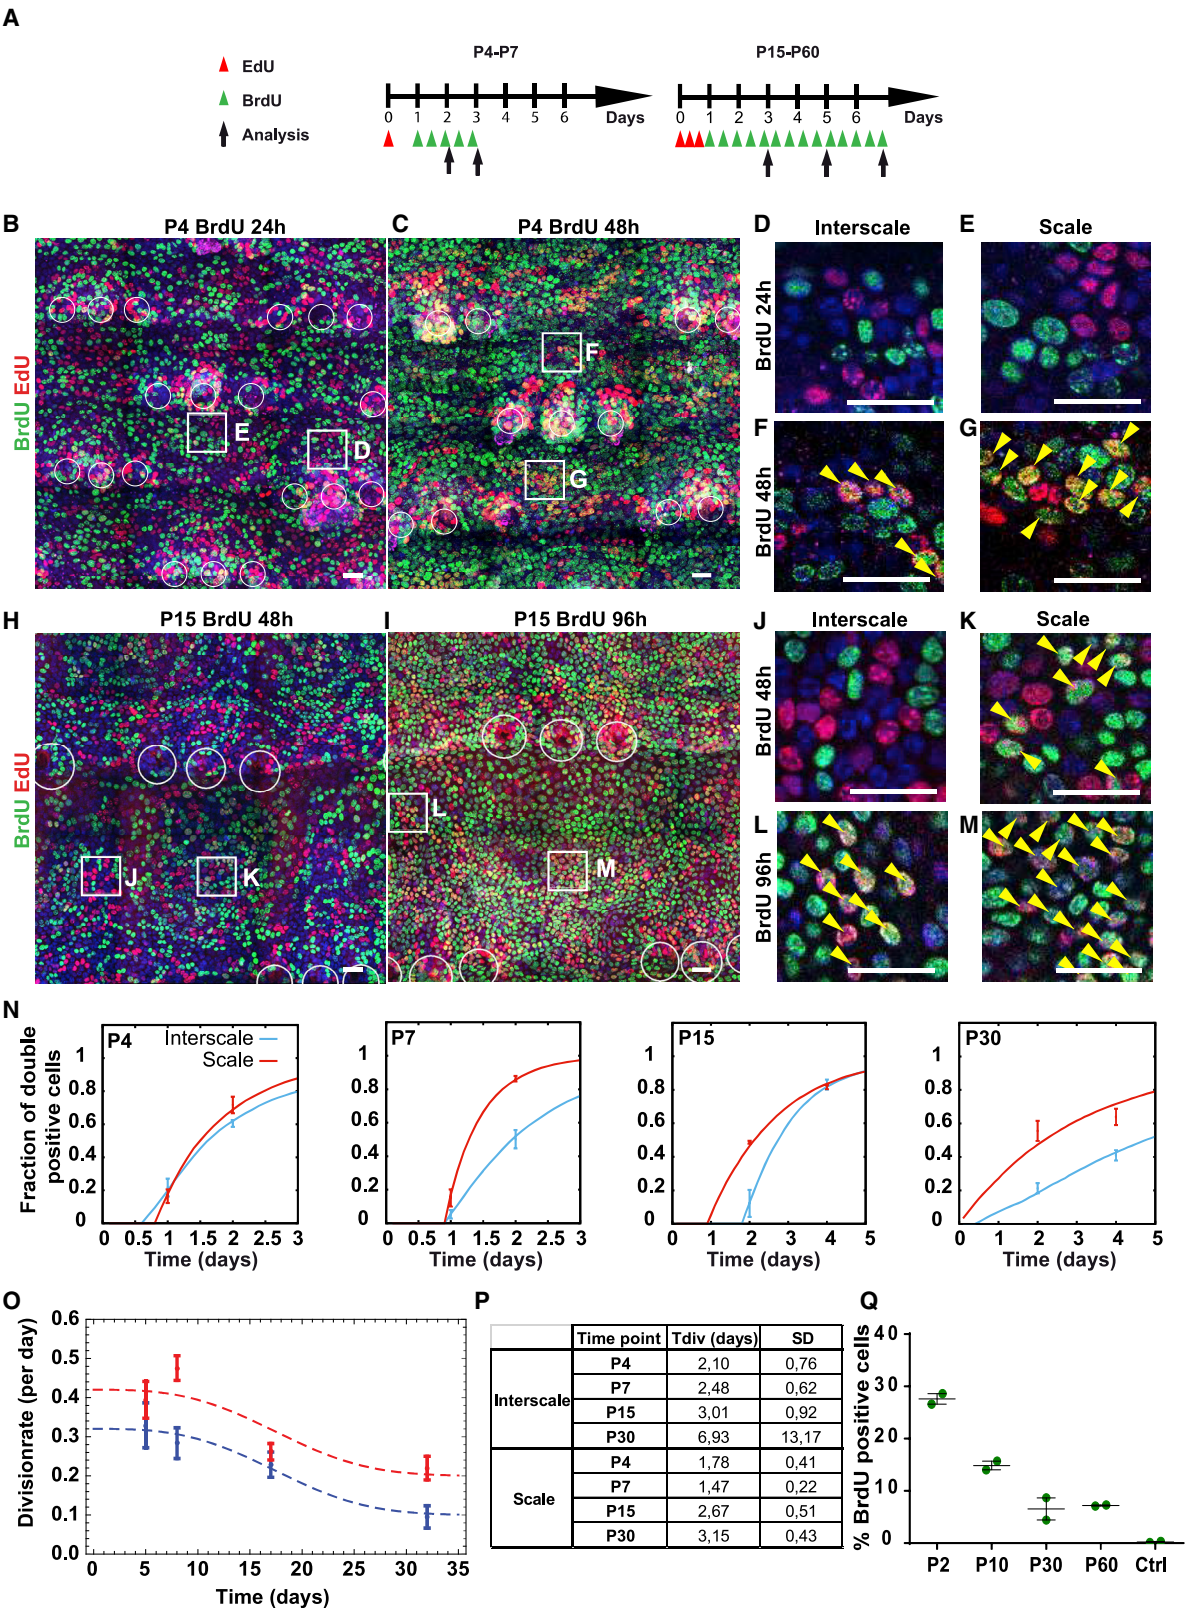 A
EdU
BrdU
Analysis
P4-P7
0 1 2 3 4 5 6 Days
P15-P60
0 1 2 3 4 5 6 Days
B P4 BrdU 24h
C P4 BrdU 48h
D Interscale
E Scale
BrdU EdU
E
D
F
G
BrdU 24h
F
G
BrdU 48h
H P15 BrdU 48h
I P15 BrdU 96h
J Interscale
K Scale
BrdU EdU
J
K
L
M
BrdU 48h
L
M
BrdU 96h
N
Fraction of double
positive cells
P4
Interscale
Scale
1
0.8
0.6
0.4
0.2
0
0 0.5 1 1.5 2 2.5 3
Time (days)
P7
1
0.8
0.6
0.4
0.2
0
0 0.5 1 1.5 2 2.5 3
Time (days)
P15
1
0.8
0.6
0.4
0.2
0
0 1 2 3 4 5
Time (days)
P30
1
0.8
0.6
0.4
0.2
0
0 1 2 3 4 5
Time (days)
O
Divisionrate (per day)
0.6
0.5
0.4
0.3
0.2
0.1
0.0
0 5 10 15 20 25 30 35
Time (days)
P
Time point Tdiv (days) SD
Interscale
P4 2,10 0,76
P7 2,48 0,62
P15 3,01 0,92
P30 6,93 13,17
Scale
P4 1,78 0,41
P7 1,47 0,22
P15 2,67 0,51
P30 3,15 0,43
Q
% BrdU positive cells
40
30
20
10
0
P2 P10 P30 P60 Ctrl